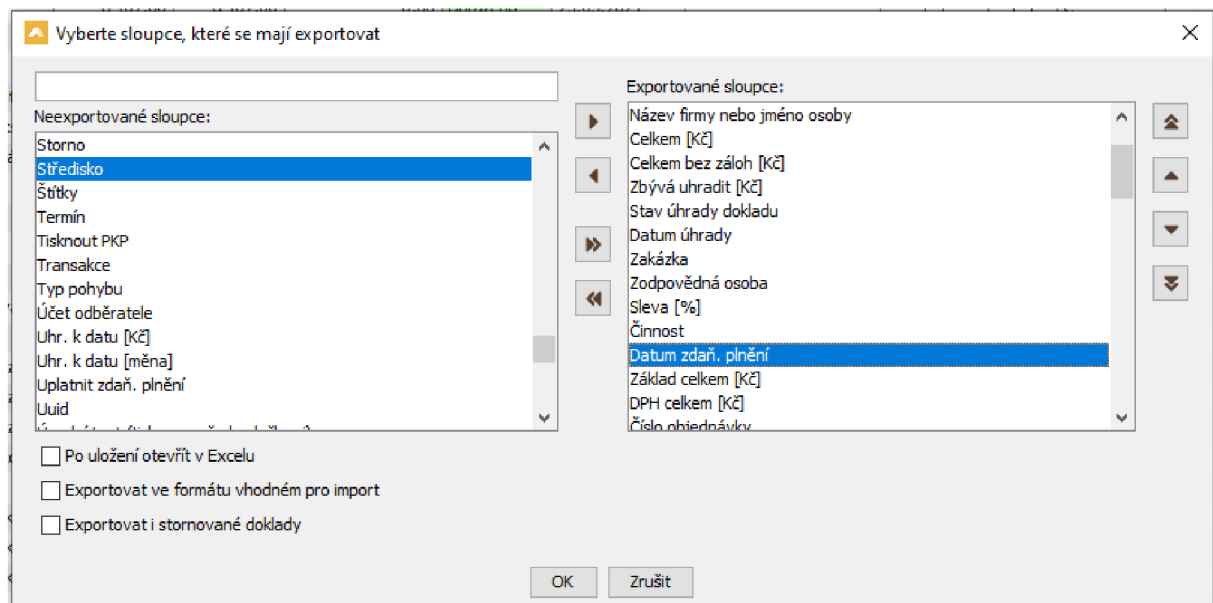 Vyberte sloupce, které se mají exportovat
Neexportované sloupce:
Storno
Středisko
Štítky
Termín
Tisknout PKP
Transakce
Typ pohybu
Účet odběratele
Uhr. k datu [Kč]
Uhr. k datu [měna]
Uplatnit zdaň. plnění
Uuid
Exportované sloupce:
Název firmy nebo jméno osoby
Celkem [Kč]
Celkem bez záloh [Kč]
Zbývá uhradit [Kč]
Stav úhrady dokladu
Datum úhrady
Zakázka
Zodpovědná osoba
Sleva [%]
Činnost
Datum zdaň. plnění
Základ celkem [Kč]
DPH celkem [Kč]
Číslo objednávky
Po uložení otevřít v Excelu
Exportovat ve formátu vhodném pro import
Exportovat i stornované doklady
OK
Zrušit